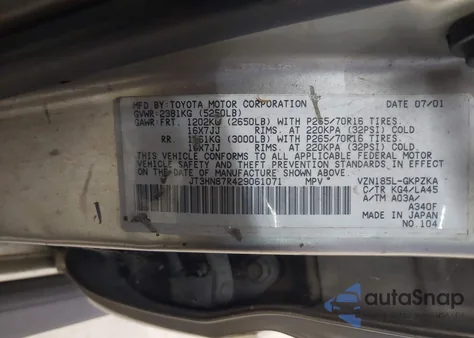 MFD BY: TOYOTA MOTOR CORPORATION DATE 07/01
GVWR: 2381KG (5250LB)
GAWR: FRT. 1202KG (2650LB) WITH P265/70R16 TIRES.
16X7JJ RIMS. AT 220KPA (32PSI) COLD
RR. 1361KG (3000LB) WITH P265/70R16 TIRES.
16X7JJ RIMS. AT 220KPA (32PSI) COLD
THIS VEHICLE CONFORMS TO ALL APPLICABLE FEDERAL MOTOR
VEHICLE SAFETY STANDARDS IN EFFECT ON THE DATE OF
MANUFACTURE SHOWN ABOVE.
JT3HN87R429061071 MPV
VZN185L-GKPZKA
C/TR KG4/LA45
A/TM A03A/
A340F
MADE IN JAPAN
NO.104
autoSnap